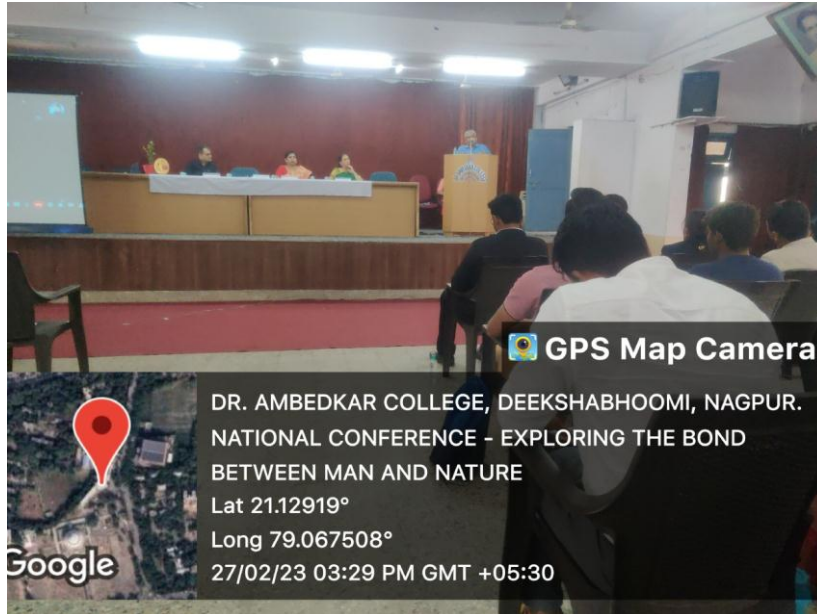 GPS Map Camera
DR. AMBEDKAR COLLEGE, DEEKSHABHOOMI, NAGPUR.
NATIONAL CONFERENCE - EXPLORING THE BOND
BETWEEN MAN AND NATURE
Lat 21.12919°
Long 79.067508°
27/02/23 03:29 PM GMT +05:30
Google